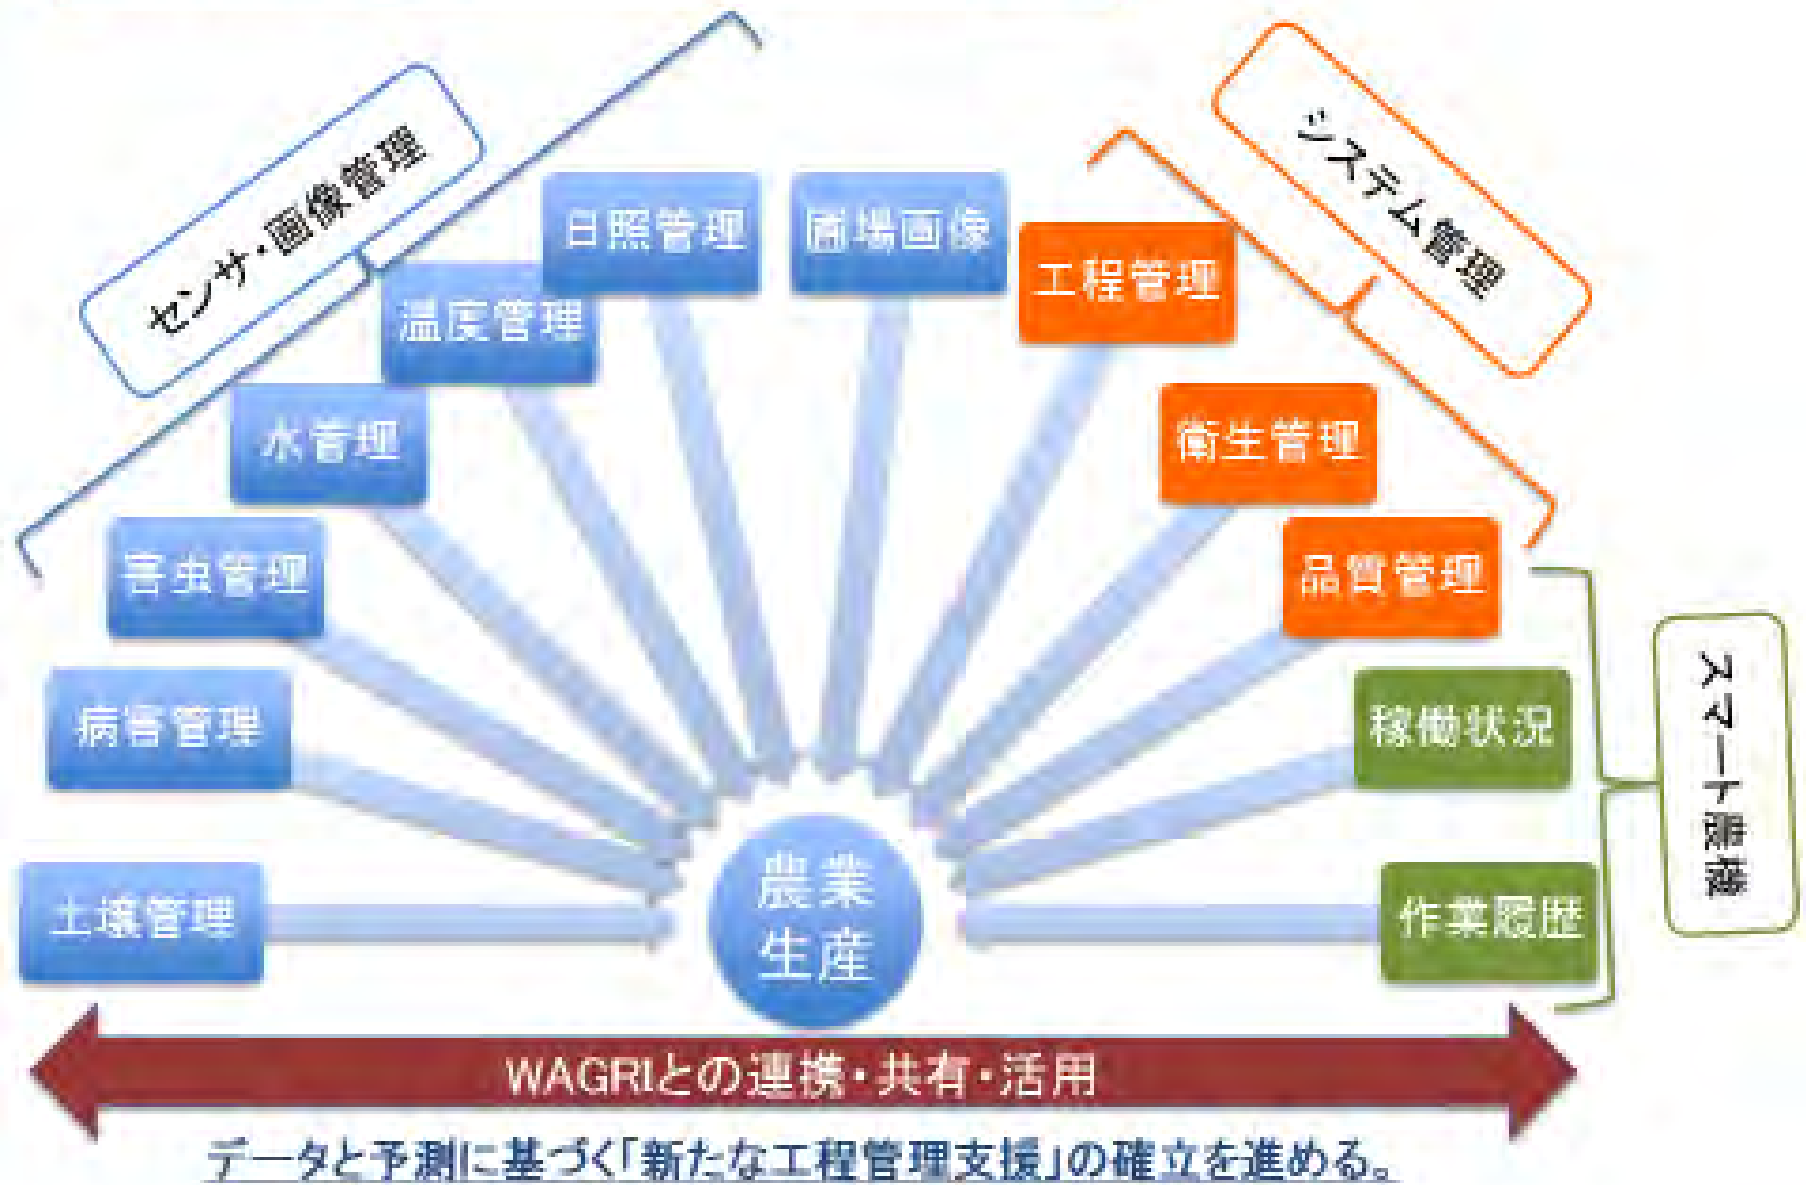 センサ・画像管理
システム管理
日照管理
圃場画像
工程管理
温度管理
水管理
衛生管理
害虫管理
品質管理
病害管理
稼働状況
スマート農機
土壌管理
農業
生産
作業履歴
WAGRIとの連携・共有・活用
データと予測に基づく「新たな工程管理支援」の確立を進める。